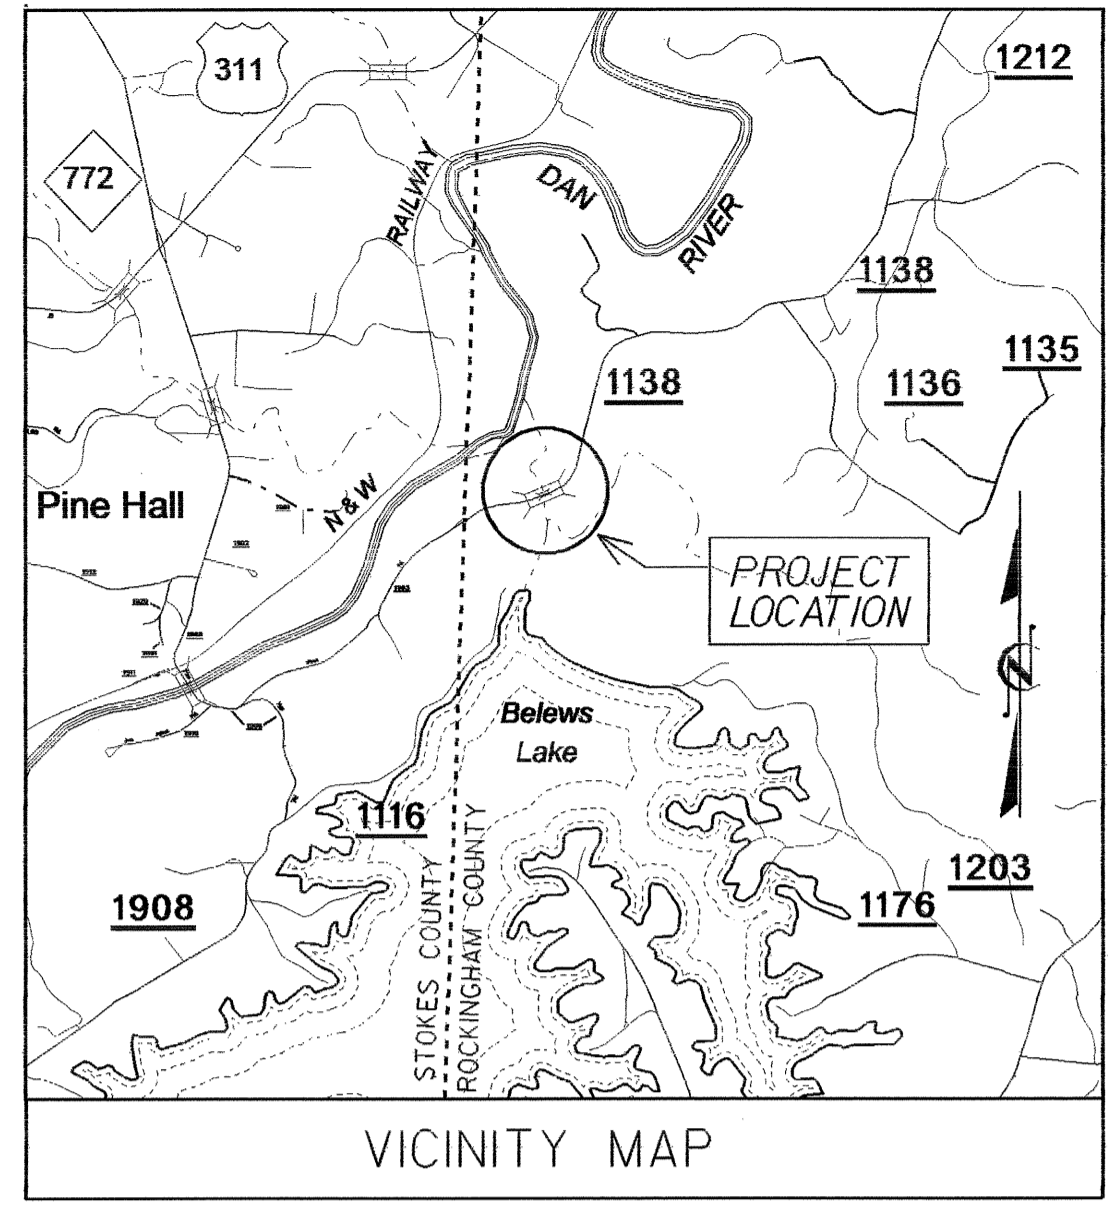 311
1212
772
RAILWAY
DAN
RIVER
1138
1135
1138
1136
Pine Hall
N & W
PROJECT
LOCATION
N
Belews
Lake
1116
STOKES COUNTY
ROCKINGHAM COUNTY
1203
1908
1176
VICINITY MAP